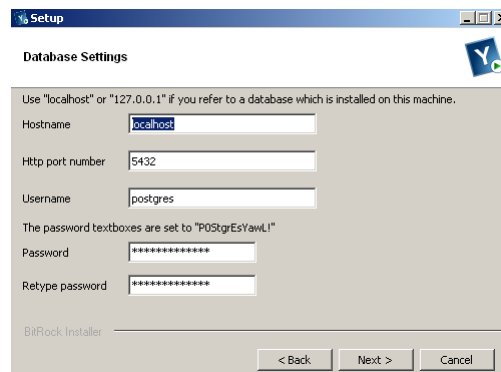 Setup
Database Settings
Use "localhost" or "127.0.0.1" if you refer to a database which is installed on this machine.
Hostname localhost
Http port number 5432
Username postgres
The password textboxes are set to "P0StgrEsYawL!"
Password *************
Retype password *************
BitRock Installer
< Back Next > Cancel